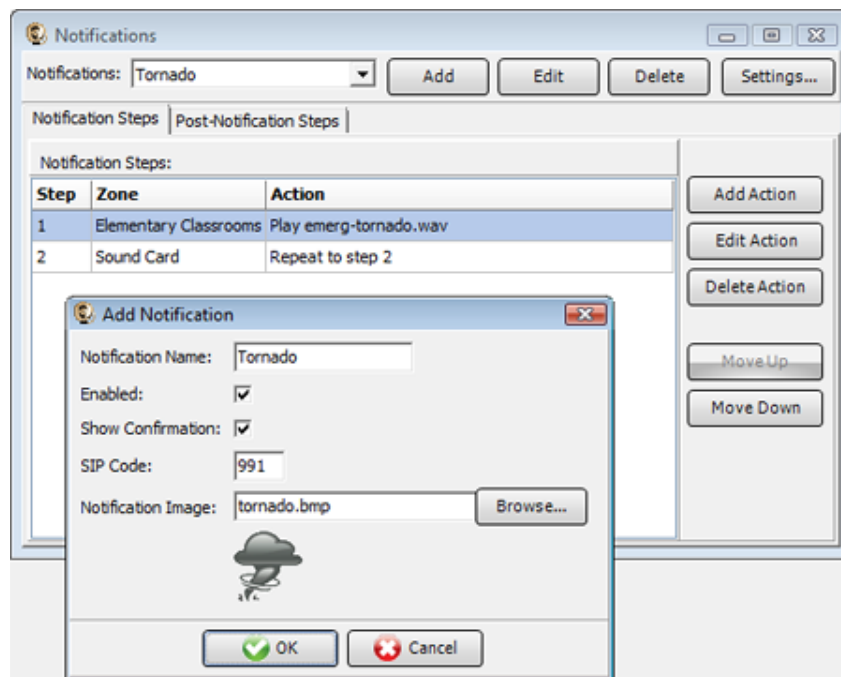 Notifications
Notifications: Tornado Add Edit Delete Settings...
Notification Steps Post-Notification Steps
Notification Steps:
Step Zone Action
1 Elementary Classrooms Play emerg-tornado.wav
2 Sound Card Repeat to step 2
Add Action
Edit Action
Delete Action
Move Up
Move Down
Add Notification
Notification Name: Tornado
Enabled:
Show Confirmation:
SIP Code: 991
Notification Image: tornado.bmp Browse...
OK Cancel